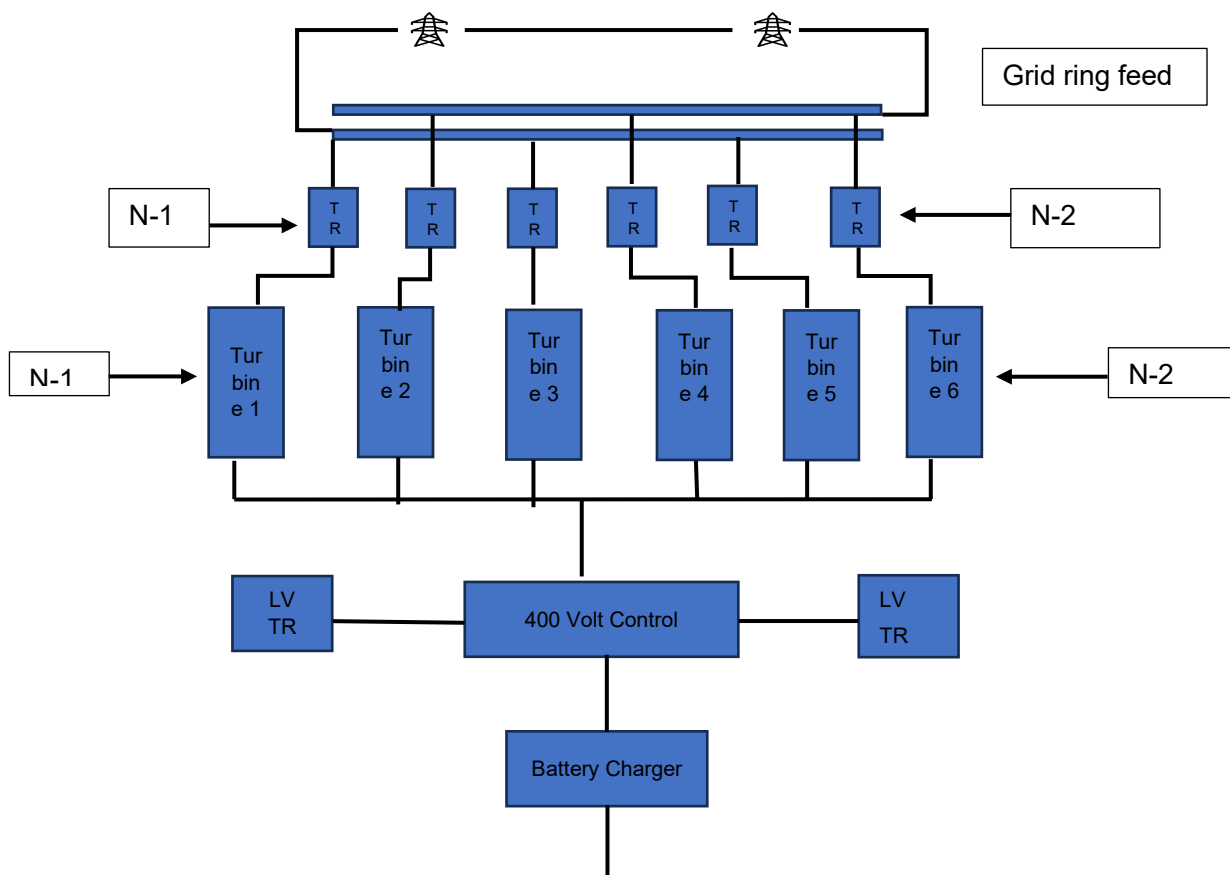 Grid ring feed
N-1
T
R
T
R
T
R
T
R
T
R
T
R
N-2
N-1
Tur
bin
e 1
Tur
bin
e 2
Tur
bin
e 3
Tur
bin
e 4
Tur
bin
e 5
Tur
bin
e 6
N-2
LV
TR
400 Volt Control
LV
TR
Battery Charger